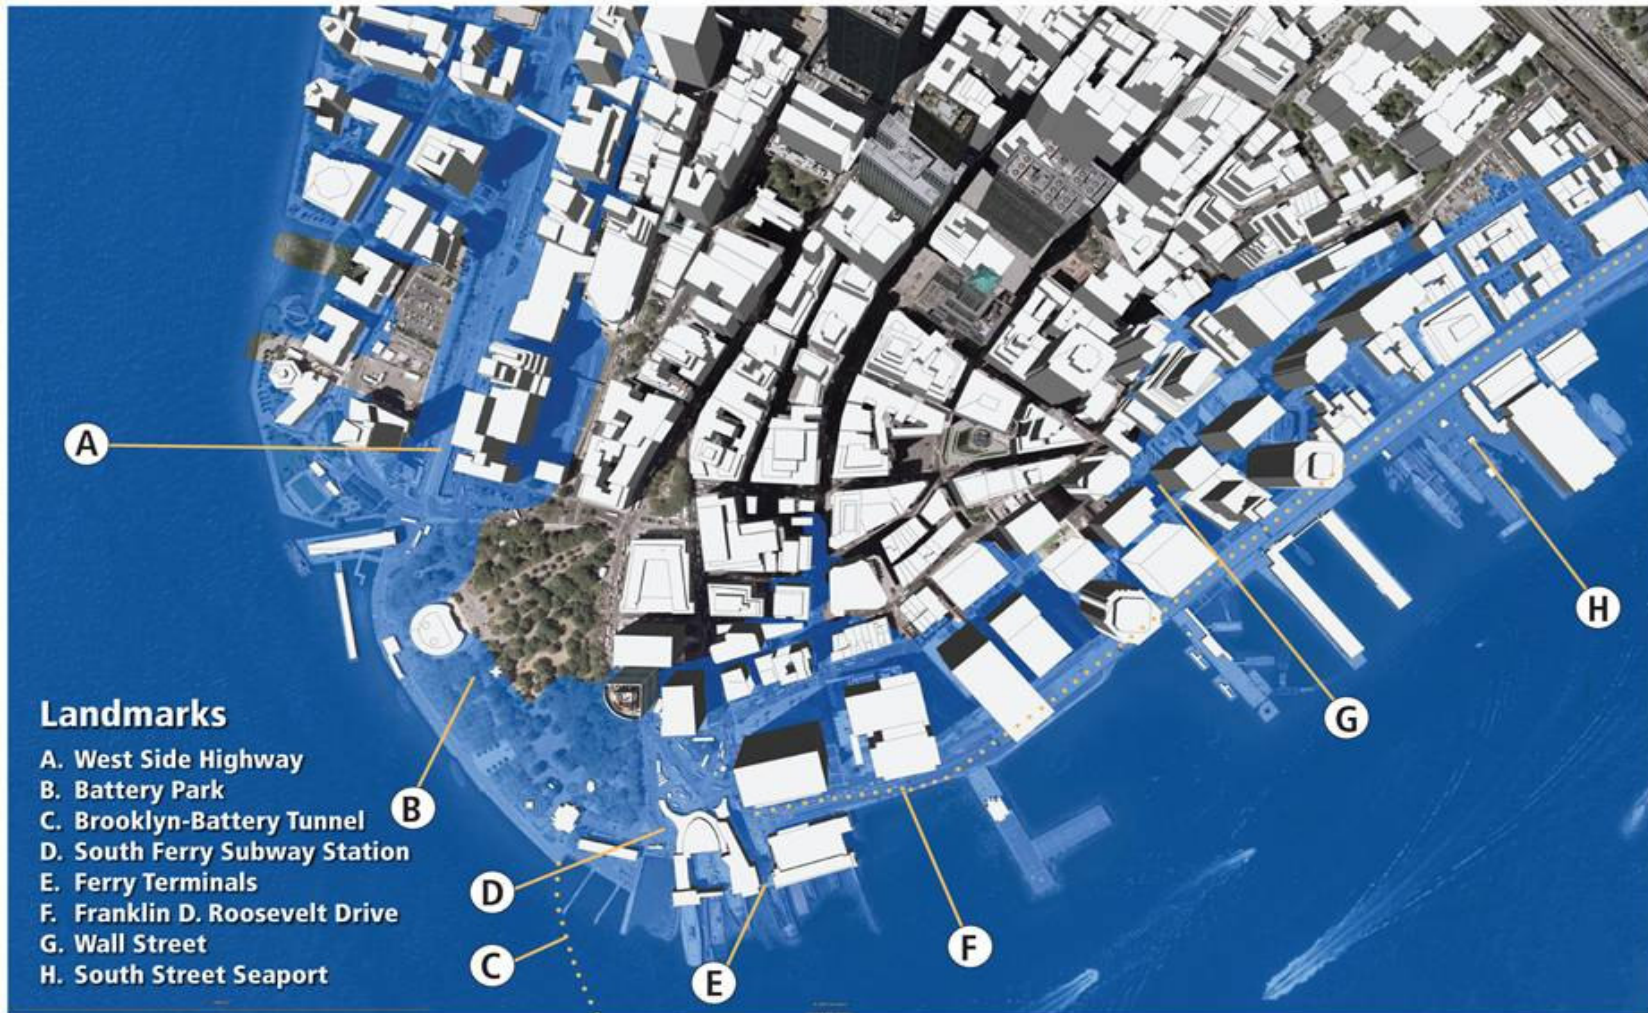 A
B
C
D
E
F
G
H
Landmarks
A. West Side Highway
B. Battery Park
C. Brooklyn-Battery Tunnel
D. South Ferry Subway Station
E. Ferry Terminals
F. Franklin D. Roosevelt Drive
G. Wall Street
H. South Street Seaport